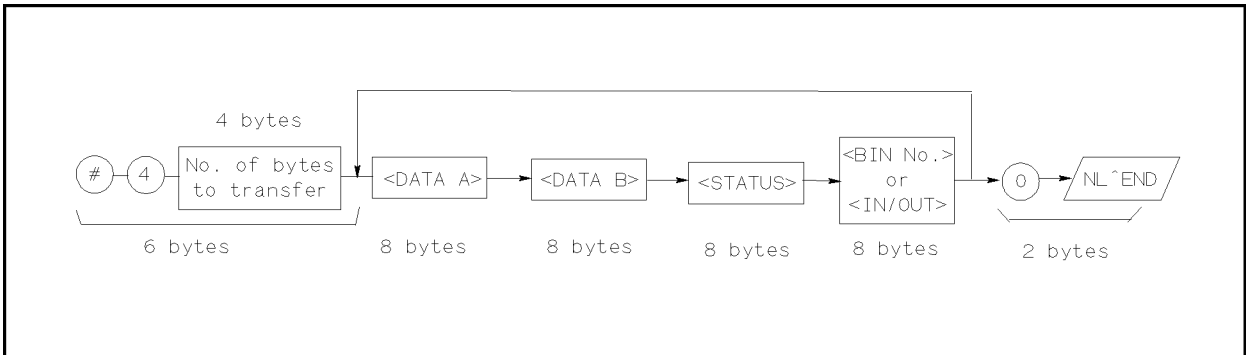 4 bytes
# 4 No. of bytes to transfer <DATA A> <DATA B> <STATUS> <BIN No.> or <IN/OUT> 0 NL^END
6 bytes 8 bytes 8 bytes 8 bytes 8 bytes 2 bytes